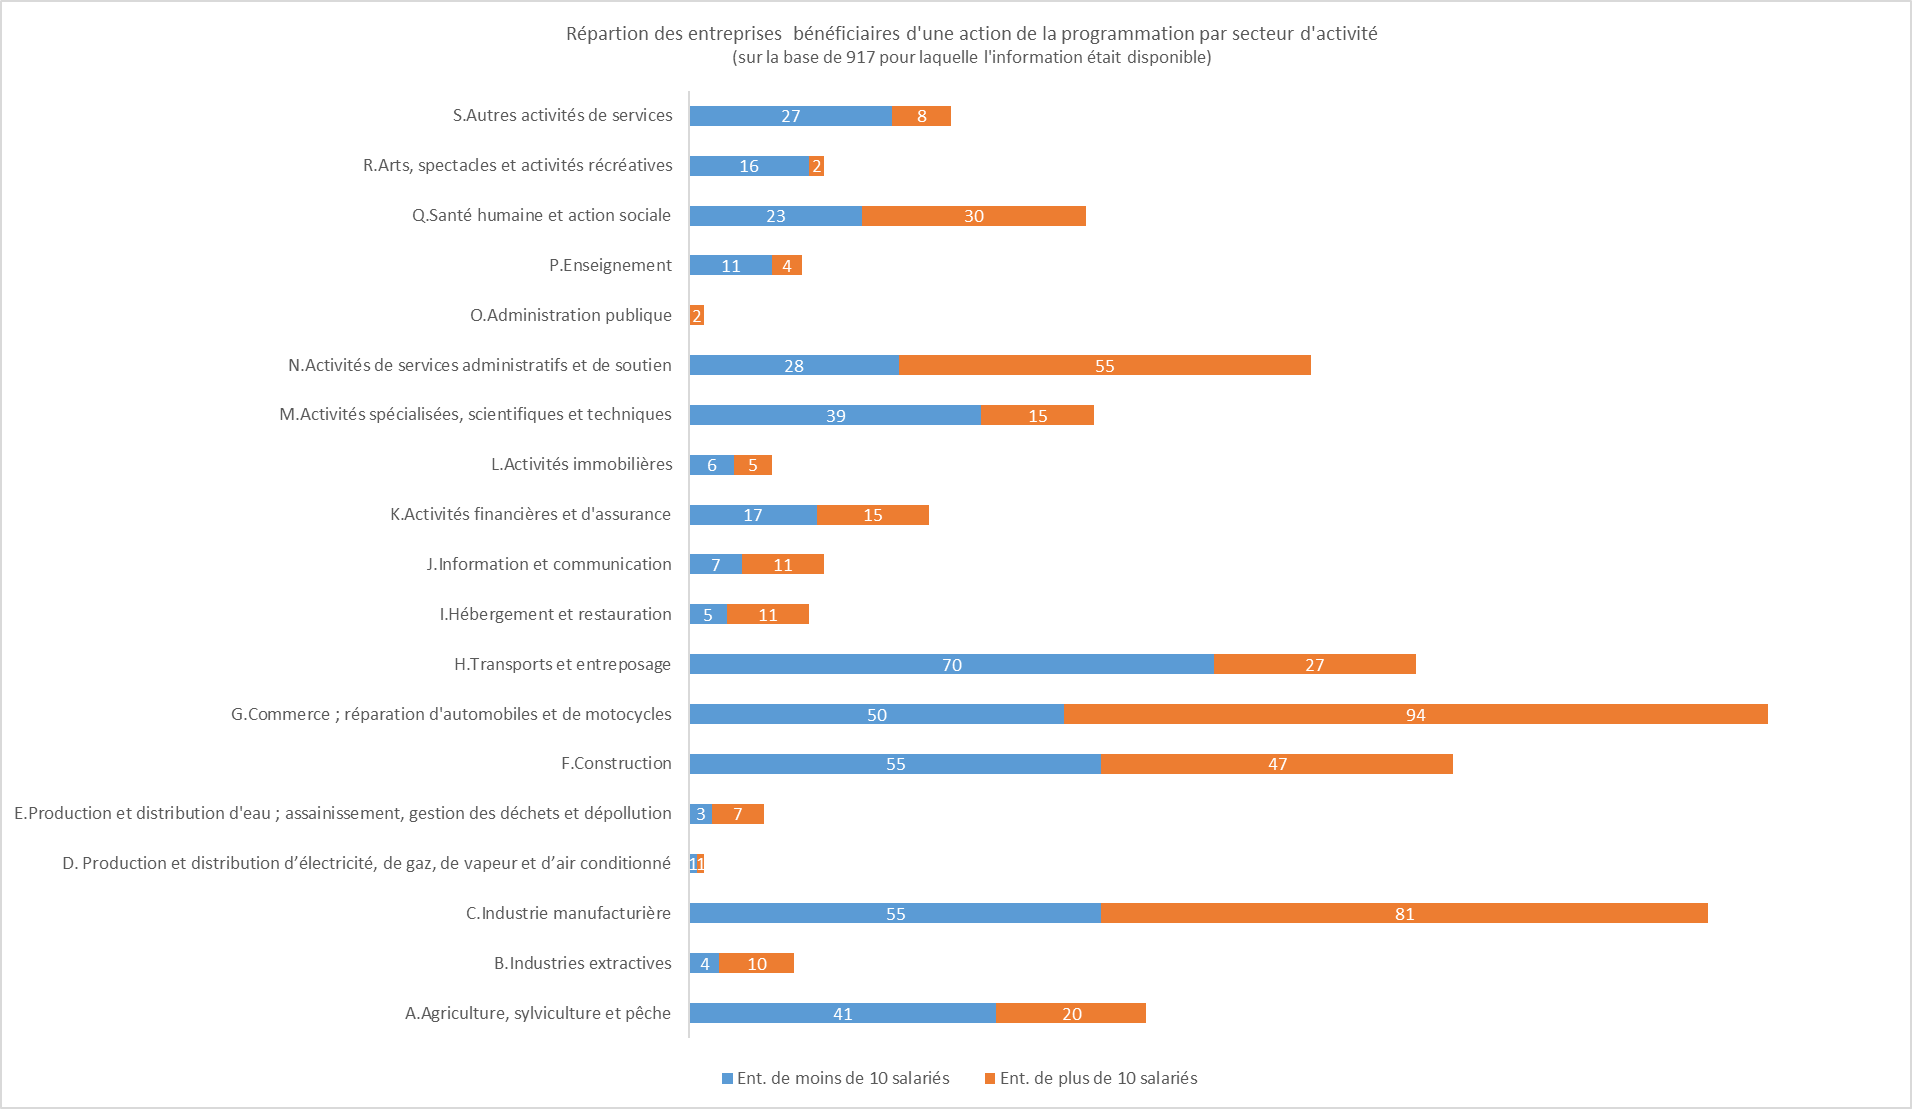 Répartion des entreprises  bénéficiaires d'une action de la programmation par secteur d'activité
(sur la base de 917 pour laquelle l'information était disponible)
S.Autres activités de services 27 8
R.Arts, spectacles et activités récréatives 16 2
Q.Santé humaine et action sociale 23 30
P.Enseignement 11 4
O.Administration publique 2
N.Activités de services administratifs et de soutien 28 55
M.Activités spécialisées, scientifiques et techniques 39 15
L.Activités immobilières 6 5
K.Activités financières et d'assurance 17 15
J.Information et communication 7 11
I.Hébergement et restauration 5 11
H.Transports et entreposage 70 27
G.Commerce ; réparation d'automobiles et de motocycles 50 94
F.Construction 55 47
E.Production et distribution d'eau ; assainissement, gestion des déchets et dépollution 3 7
D. Production et distribution d’électricité, de gaz, de vapeur et d’air conditionné 1 1
C.Industrie manufacturière 55 81
B.Industries extractives 4 10
A.Agriculture, sylviculture et pêche 41 20
Ent. de moins de 10 salariés Ent. de plus de 10 salariés